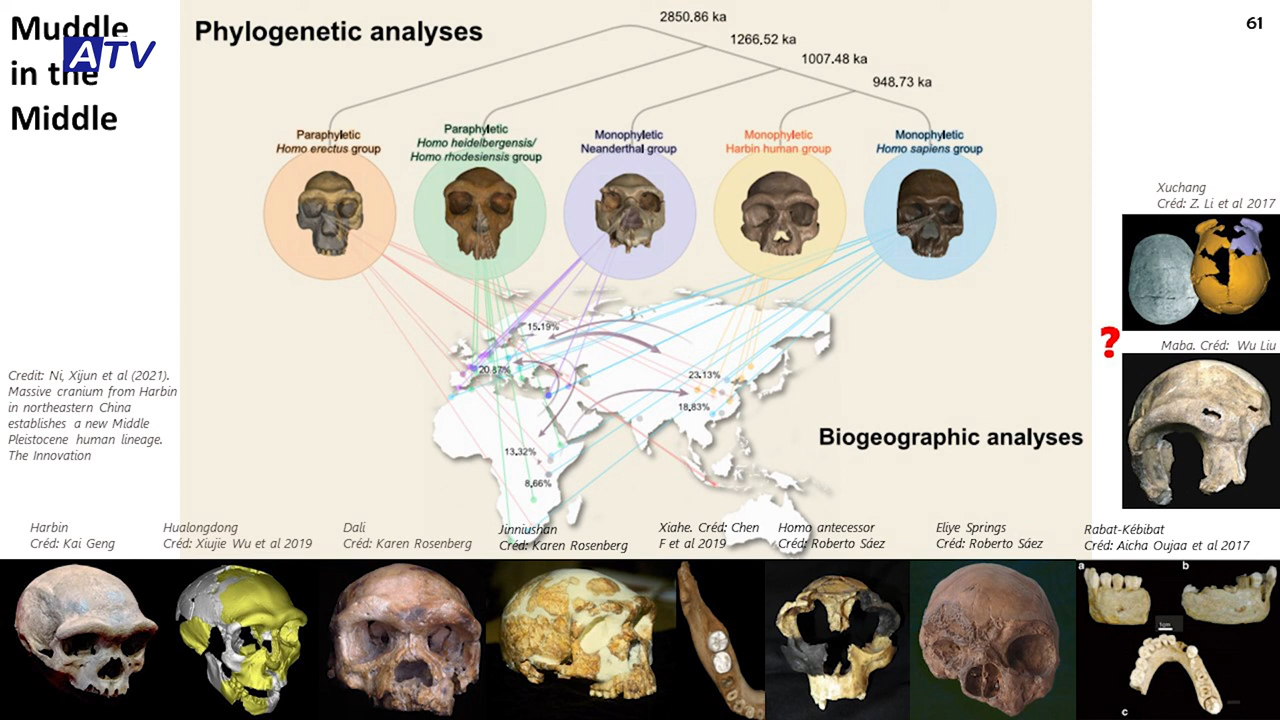 Muddle
in the
Middle
ATV
Phylogenetic analyses
61
2850.86 ka
1266.52 ka
1007.48 ka
948.73 ka
Paraphyletic
Homo erectus group
Paraphyletic
Homo heidelbergensis/
Homo rhodesiensis group
Monophyletic
Neanderthal group
Monophyletic
Harbin human group
Monophyletic
Homo sapiens group
Xuchang
Créd: Z. Li et al 2017
?
Maba. Créd: Wu Liu
15.19%
20.87%
23.13%
18.83%
13.32%
8.66%
Credit: Ni, Xijun et al (2021).
Massive cranium from Harbin
in northeastern China
establishes a new Middle
Pleistocene human lineage.
The Innovation
Biogeographic analyses
Harbin
Créd: Kai Geng
Hualongdong
Créd: Xiujie Wu et al 2019
Dali
Créd: Karen Rosenberg
Jinniushan
Créd: Karen Rosenberg
Xiahe. Créd: Chen
F et al 2019
Homo antecessor
Créd: Roberto Sáez
Eliye Springs
Créd: Roberto Sáez
Rabat-Kébibat
Créd: Aicha Oujaa et al 2017
a
b
c